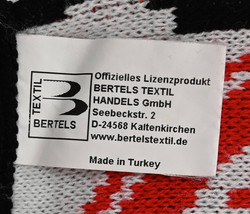 TEXTIL
BERTELS
Offizielles Lizenzprodukt
BERTELS TEXTIL
HANDELS GmbH
Seebeckstr. 2
D-24568 Kaltenkirchen
www.bertelstextil.de
Made in Turkey